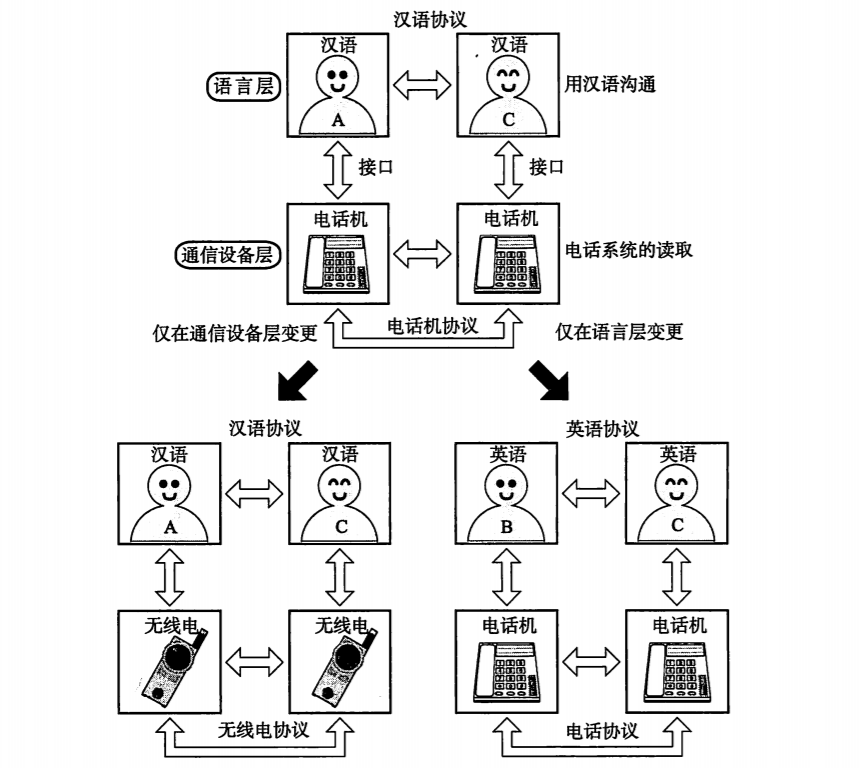 汉语协议
汉语 汉语
语言层 用汉语沟通
A C
接口 接口
电话机 电话机
通信设备层 电话系统的读取
仅在通信设备层变更 电话机协议 仅在语言层变更
汉语协议 英语协议
汉语 汉语 英语 英语
A C B C
无线电 无线电 电话机 电话机
无线电协议 电话协议